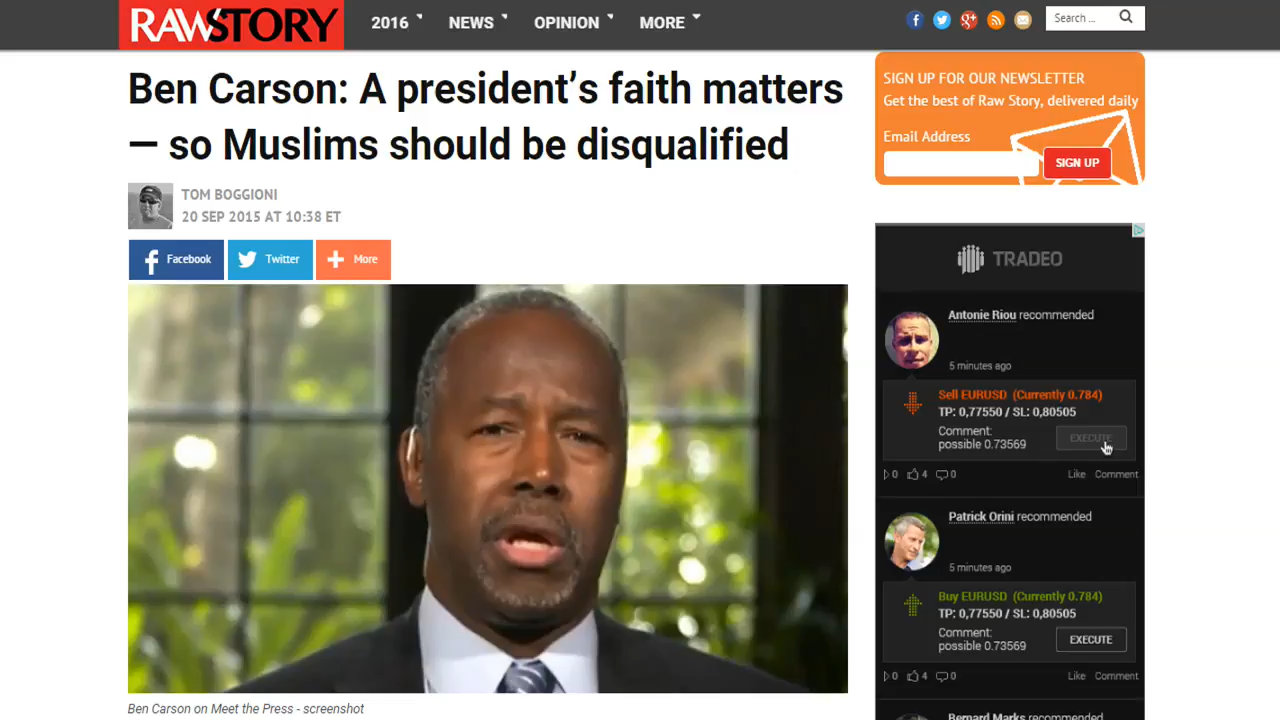 RAWSTORY
2016
NEWS
OPINION
MORE
Search ...
Ben Carson: A president's faith matters
— so Muslims should be disqualified
TOM BOGGIONI
20 SEP 2015 AT 10:38 ET
Facebook
Twitter
More
Ben Carson on Meet the Press - screenshot
SIGN UP FOR OUR NEWSLETTER
Get the best of Raw Story, delivered daily
Email Address
SIGN UP
TRADEO
Antonie Riou recommended
5 minutes ago
Sell EURUSD (Currently 0.784)
TP: 0,77550 / SL: 0,80505
Comment:
possible 0.73569
EXECUTE
0 4 0 Like Comment
Patrick Orini recommended
5 minutes ago
Buy EURUSD (Currently 0.784)
TP: 0,77550 / SL: 0,80505
Comment:
possible 0.73569
EXECUTE
0 4 0 Like Comment
Bernard Marks recommended